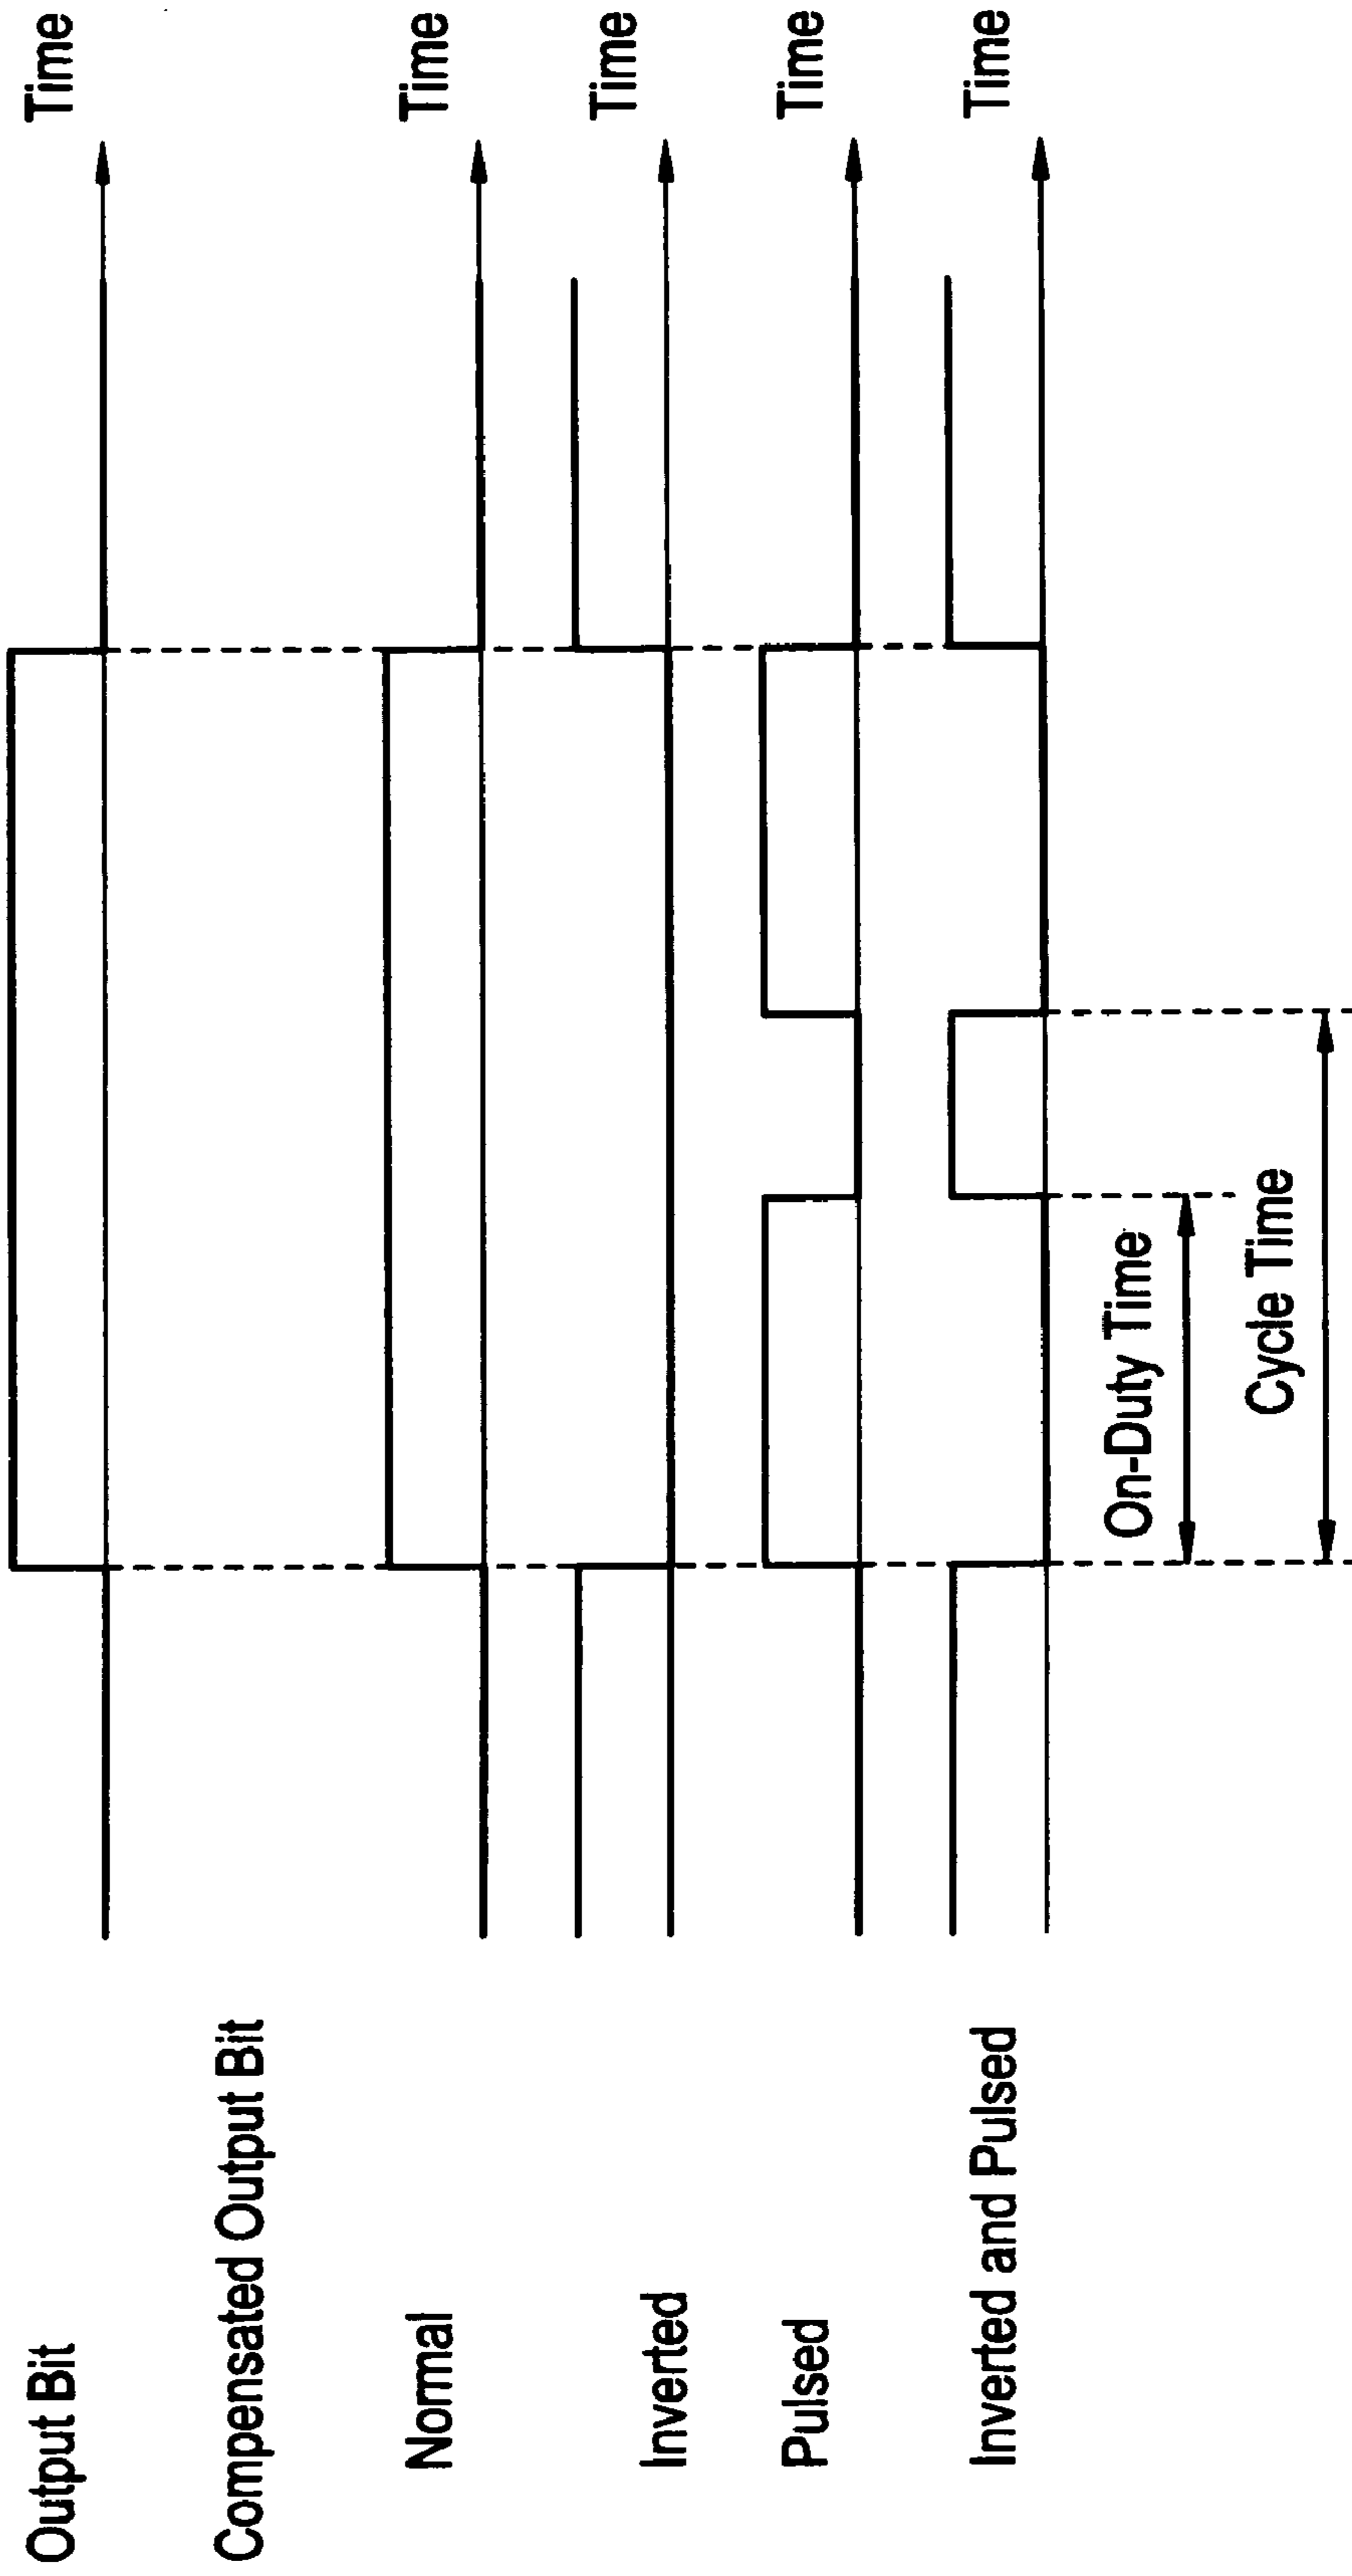 Output Bit
Time
Compensated Output Bit
Normal
Time
Inverted
Time
Pulsed
Time
Inverted and Pulsed
Time
On-Duty Time
Cycle Time